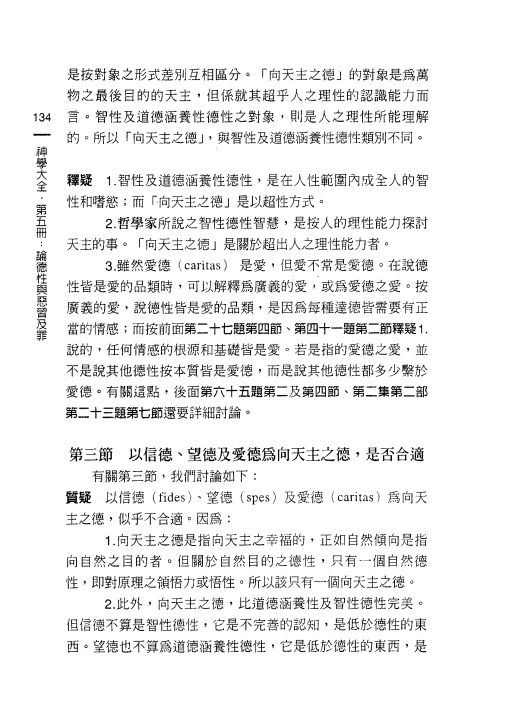 是按對象之形式差別互相區分。「向天主之德」的對象是爲萬
物之最後目的的天主，但係就其超乎人之理性的認識能力而
言。智性及道德涵養性德性之對象，則是人之理性所能理解
的。所以「向天主之德」，與智性及道德涵養性德性類別不同。
釋疑　1.智性及道德涵養性德性，是在人性範圍內成全人的智
性和嗜慾；而「向天主之德」是以超性方式。
2.哲學家所說之智性德性智慧，是按人的理性能力探討
天主的事。「向天主之德」是關於超出人之理性能力者。
3.雖然愛德（caritas）是愛，但愛不常是愛德。在說德
性皆是愛的品類時，可以解釋爲廣義的愛，或爲愛德之愛。按
廣義的愛，說德性皆是愛的品類，是因爲每種達德皆需要有正
當的情感；而按前面第二十七題第四節、第四十一題第二節釋疑1.
說的，任何情感的根源和基礎皆是愛。若是指的愛德之愛，並
不是說其他德性按本質皆是愛德，而是說其他德性都多少繫於
愛德。有關這點，後面第六十五題第二及第四節、第二集第二部
第二十三題第七節還要詳細討論。
第三節　以信德、望德及愛德爲向天主之德，是否合適
有關第三節，我們討論如下：
質疑　以信德（fides）、望德（spes）及愛德（caritas）爲向天
主之德，似乎不合適。因爲：
1.向天主之德是指向天主之幸福的，正如自然傾向是指
向自然之目的者。但關於自然目的之德性，只有一個自然德
性，即對原理之領悟力或悟性。所以該只有一個向天主之德。
2.此外，向天主之德，比道德涵養性及智性德性完美。
但信德不算是智性德性，它是不完善的認知，是低於德性的東
西。望德也不算爲道德涵養性德性，它是低於德性的東西，是
134
神學大全．第五冊：論德性與惡習及罪